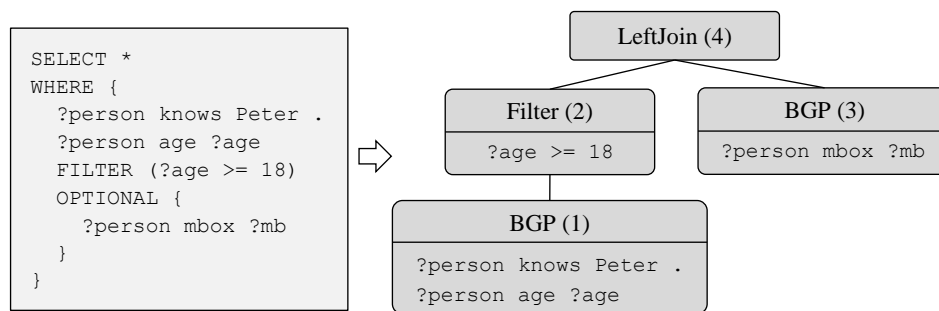 SELECT *
WHERE {
?person knows Peter .
?person age ?age
FILTER (?age >= 18)
OPTIONAL {
?person mbox ?mb
}
}
LeftJoin (4)
Filter (2)
?age >= 18
BGP (3)
?person mbox ?mb
BGP (1)
?person knows Peter .
?person age ?age